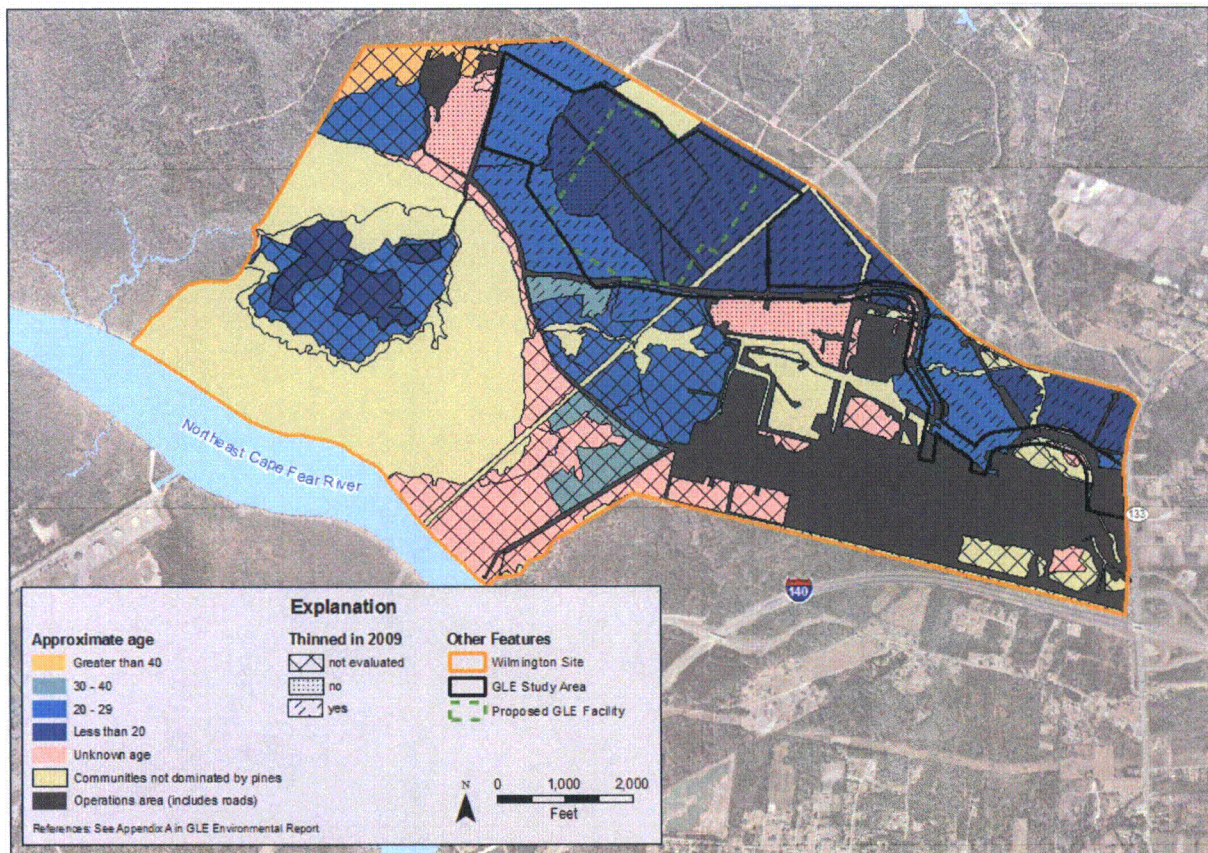 Northeast Cape Fear River
133
140
Explanation
Approximate age
Greater than 40
30 - 40
20 - 29
Less than 20
Unknown age
Communities not dominated by pines
Operations area (includes roads)
Thinned in 2009
not evaluated
no
yes
Other Features
Wilmington Site
GLE Study Area
Proposed GLE Facility
N
0 1,000 2,000
Feet
References: See Appendix A in GLE Environmental Report